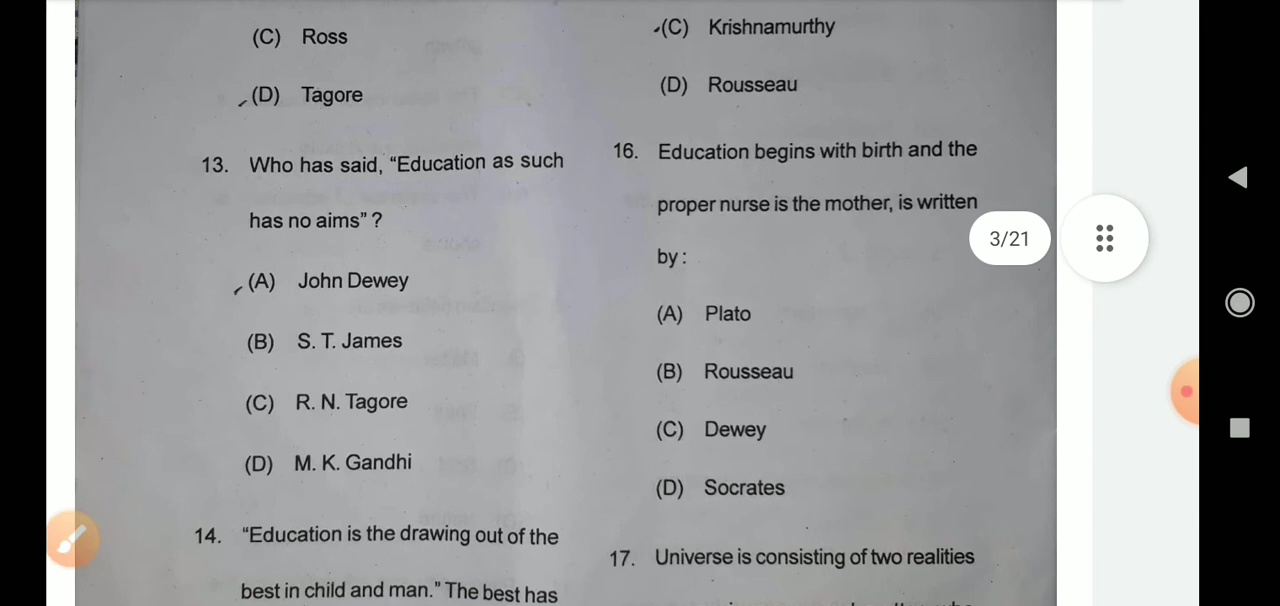 (C) Ross
(D) Tagore
13. Who has said, “Education as such
has no aims” ?
(A) John Dewey
(B) S. T. James
(C) R. N. Tagore
(D) M. K. Gandhi
14. “Education is the drawing out of the
best in child and man.” The best has
(C) Krishnamurthy
(D) Rousseau
16. Education begins with birth and the
proper nurse is the mother, is written
by :
(A) Plato
(B) Rousseau
(C) Dewey
(D) Socrates
17. Universe is consisting of two realities
3/21